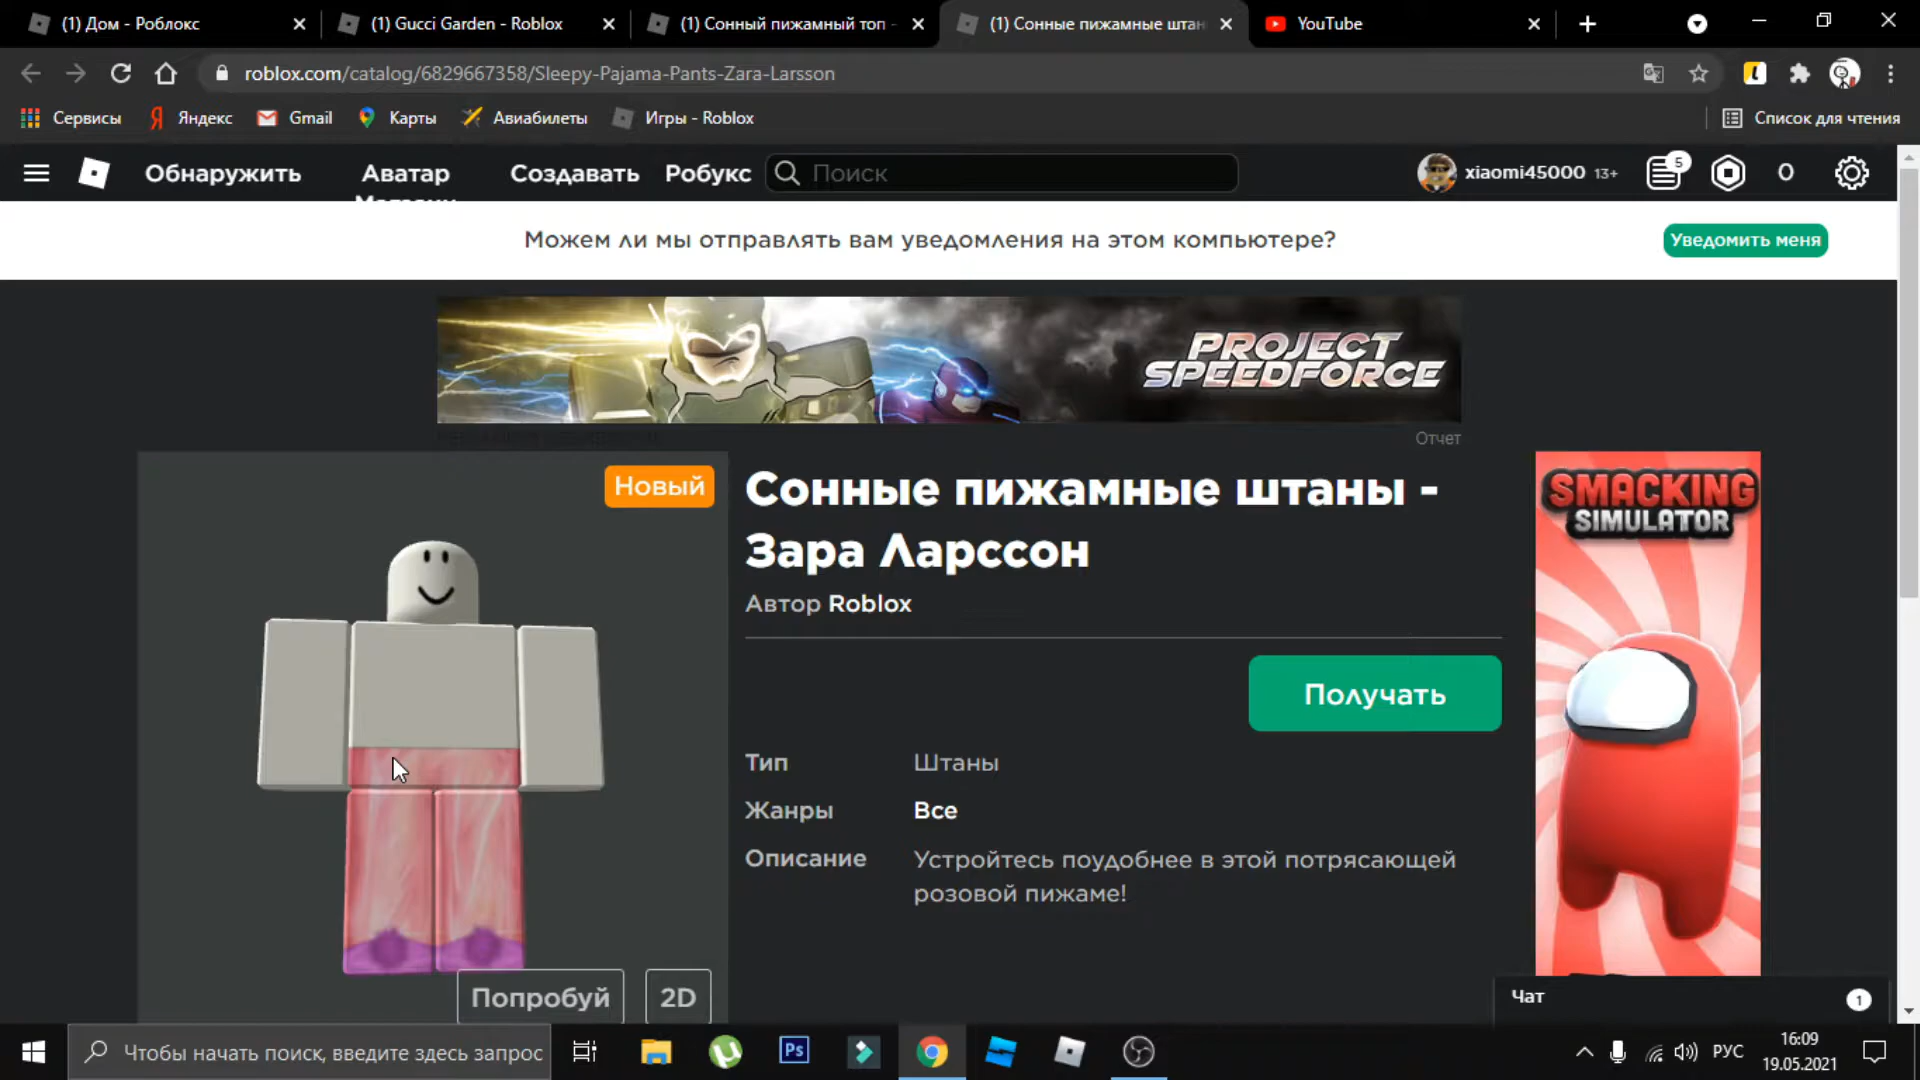 (1) Дом - Роблокс
(1) Gucci Garden - Roblox
(1) Сонный пижамный топ -
(1) Сонные пижамные штан
YouTube
roblox.com/catalog/6829667358/Sleepy-Pajama-Pants-Zara-Larsson
Сервисы
Яндекс
Gmail
Карты
Авиабилеты
Игры - Roblox
Список для чтения
Обнаружить
Аватар
Магазин
Создавать
Робукс
Поиск
xiaomi45000 13+
5
0
Можем ли мы отправлять вам уведомления на этом компьютере?
Уведомить меня
PROJECT
SPEEDFORCE
Отчет
Новый
Сонные пижамные штаны -
Зара Ларссон
Автор Roblox
Получать
Тип Штаны
Жанры Все
Описание Устройтесь поудобнее в этой потрясающей
розовой пижаме!
Попробуй
2D
SMACKING
SIMULATOR
Чат
1
Чтобы начать поиск, введите здесь запрос
Ps
РУС
16:09
19.05.2021